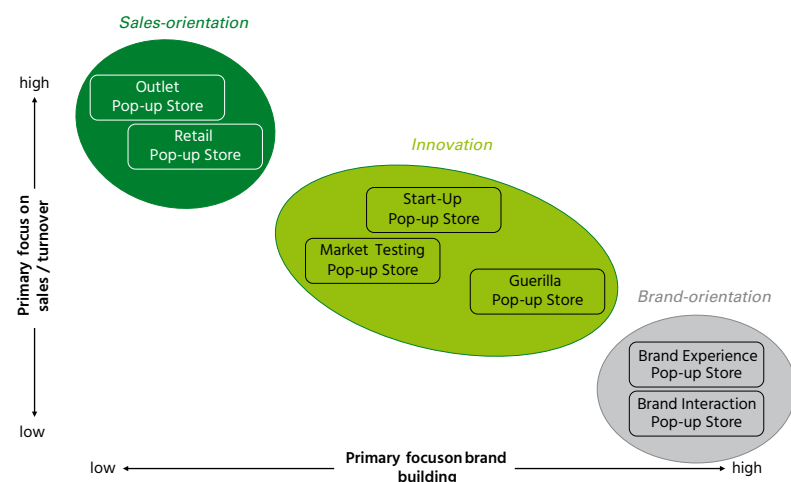 Sales-orientation
high
Outlet
Pop-up Store
Retail
Pop-up Store
Innovation
Start-Up
Pop-up Store
Market Testing
Pop-up Store
Guerilla
Pop-up Store
Primary focus on
sales / turnover
Brand-orientation
Brand Experience
Pop-up Store
Brand Interaction
Pop-up Store
low
low
Primary focuson brand
building
high